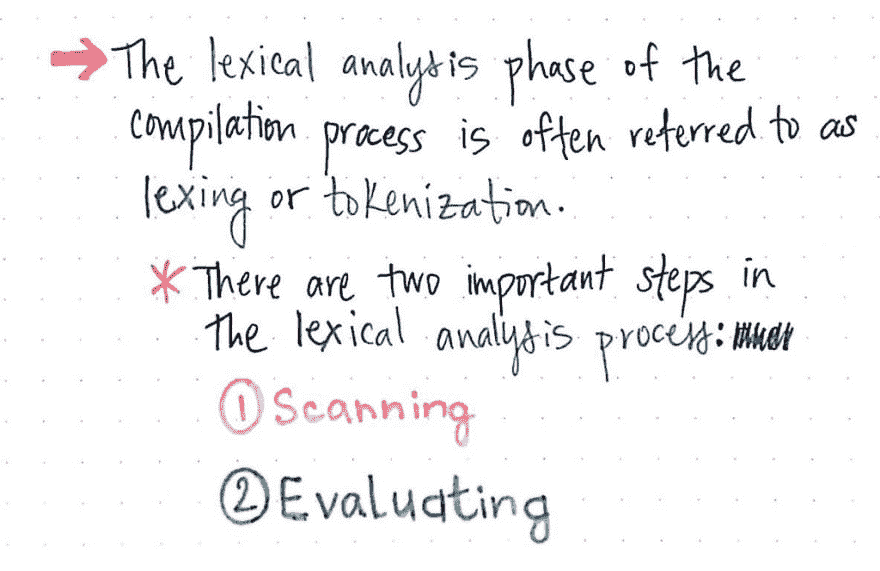 → The lexical analysis phase of the
compilation process is often referred to as
lexing or tokenization.
* There are two important steps in
the lexical analysis process:
① Scanning
② Evaluating